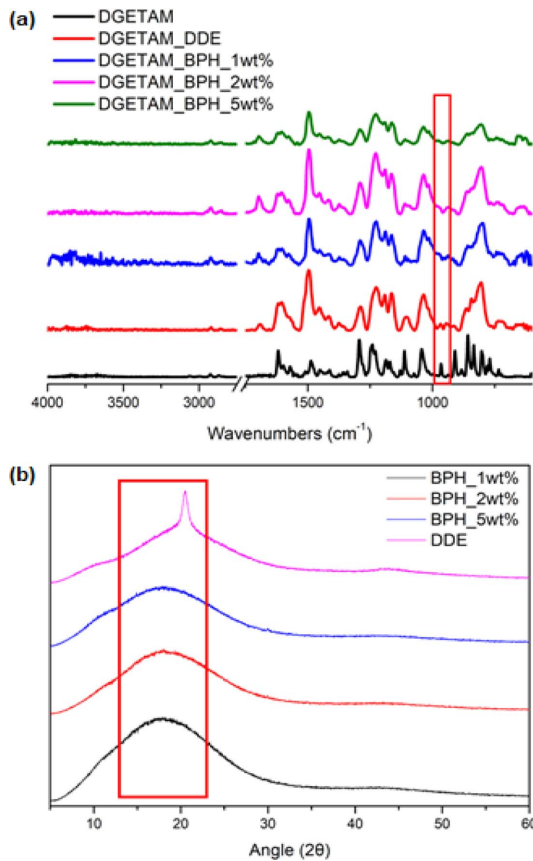 (a)
DGETAM
DGETAM_DDE
DGETAM_BPH_1wt%
DGETAM_BPH_2wt%
DGETAM_BPH_5wt%
4000 3500 3000 1500 1000
Wavenumbers (cm⁻¹)
(b)
BPH_1wt%
BPH_2wt%
BPH_5wt%
DDE
10 20 30 40 50 60
Angle (2θ)